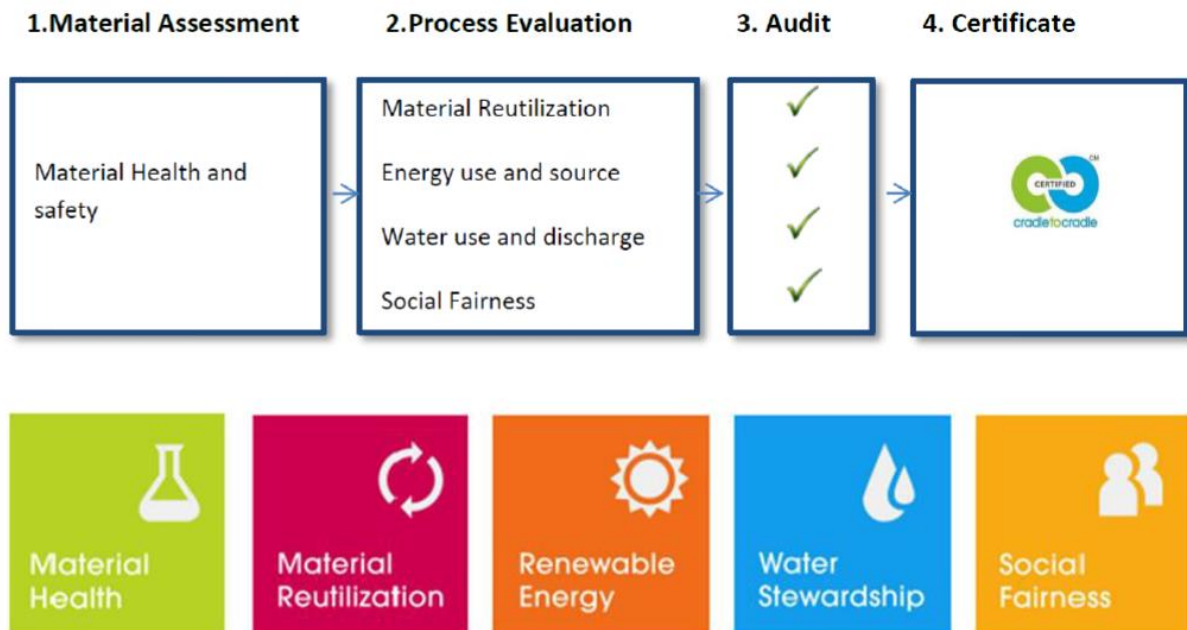 1.Material Assessment
2.Process Evaluation
3. Audit
4. Certificate
Material Health and
safety
Material Reutilization
Energy use and source
Water use and discharge
Social Fairness
CM
CERTIFIED
cradletocradle
Material
Health
Material
Reutilization
Renewable
Energy
Water
Stewardship
Social
Fairness